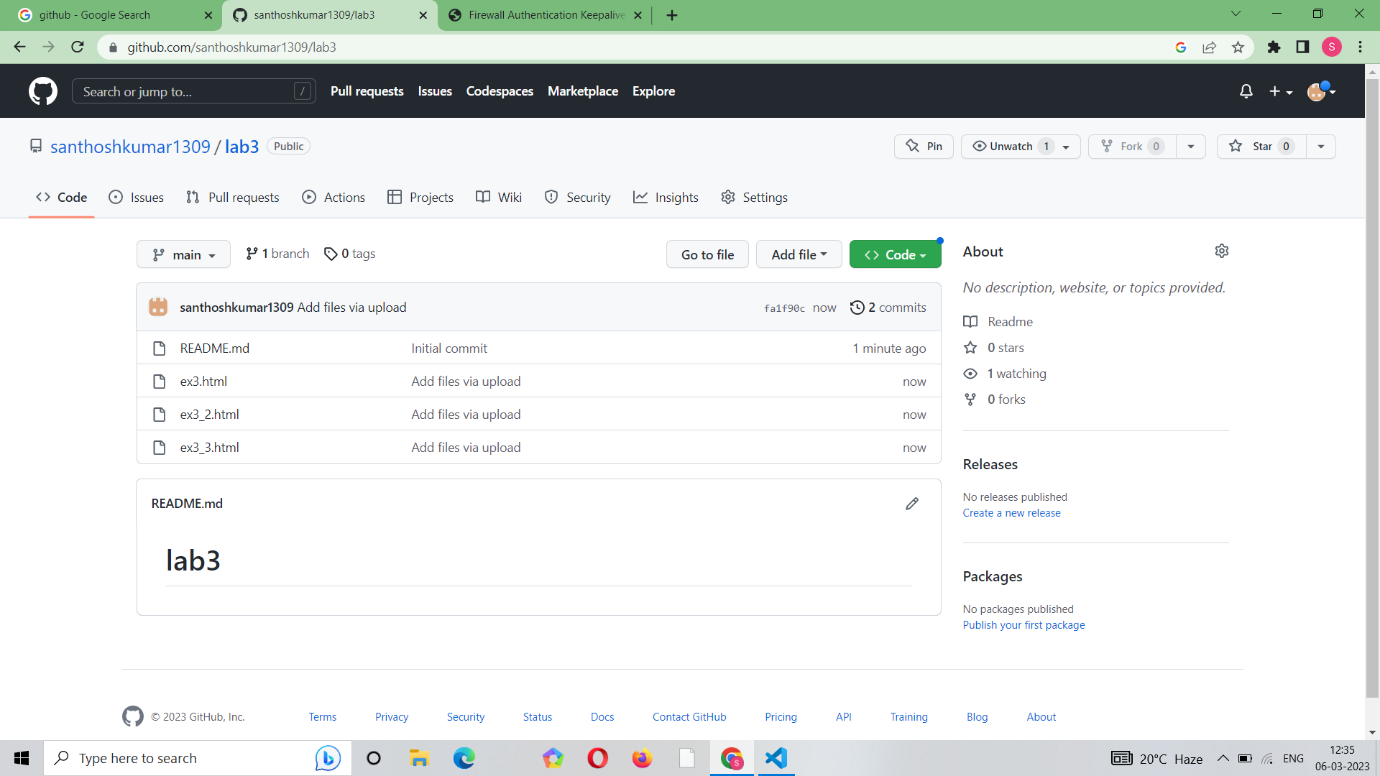 github - Google Search
santhoshkumar1309/lab3
Firewall Authentication Keepalive
github.com/santhoshkumar1309/lab3
S
Search or jump to...
/
Pull requests Issues Codespaces Marketplace Explore
santhoshkumar1309 / lab3 Public
Pin
Unwatch 1
Fork 0
Star 0
Code Issues Pull requests Actions Projects Wiki Security Insights Settings
main
1 branch
0 tags
Go to file
Add file
Code
About
No description, website, or topics provided.
Readme
0 stars
1 watching
0 forks
santhoshkumar1309 Add files via upload
fa1f90c now
2 commits
README.md Initial commit 1 minute ago
ex3.html Add files via upload now
ex3_2.html Add files via upload now
ex3_3.html Add files via upload now
Releases
No releases published
Create a new release
README.md
lab3
Packages
No packages published
Publish your first package
© 2023 GitHub, Inc. Terms Privacy Security Status Docs Contact GitHub Pricing API Training Blog About
Type here to search
S
20°C Haze
ENG
12:35
06-03-2023